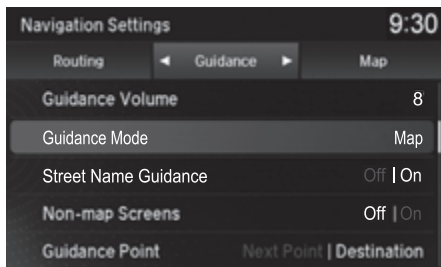 Navigation Settings 9:30
Routing ◄ Guidance ► Map
Guidance Volume 8
Guidance Mode Map
Street Name Guidance Off | On
Non-map Screens Off | On
Guidance Point Next Point | Destination